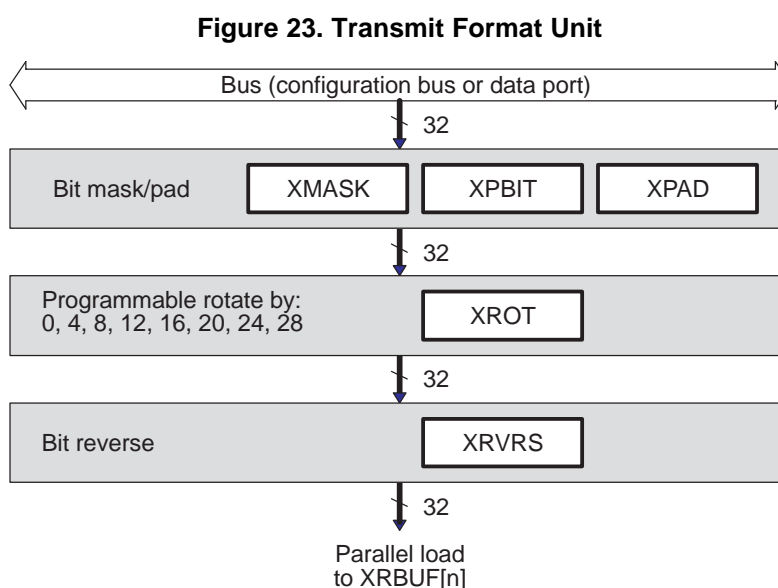 Figure 23. Transmit Format Unit
Bus (configuration bus or data port)
32
Bit mask/pad XMASK XPBIT XPAD
32
Programmable rotate by:
0, 4, 8, 12, 16, 20, 24, 28
XROT
32
Bit reverse XRVRS
32
Parallel load
to XRBUF[n]